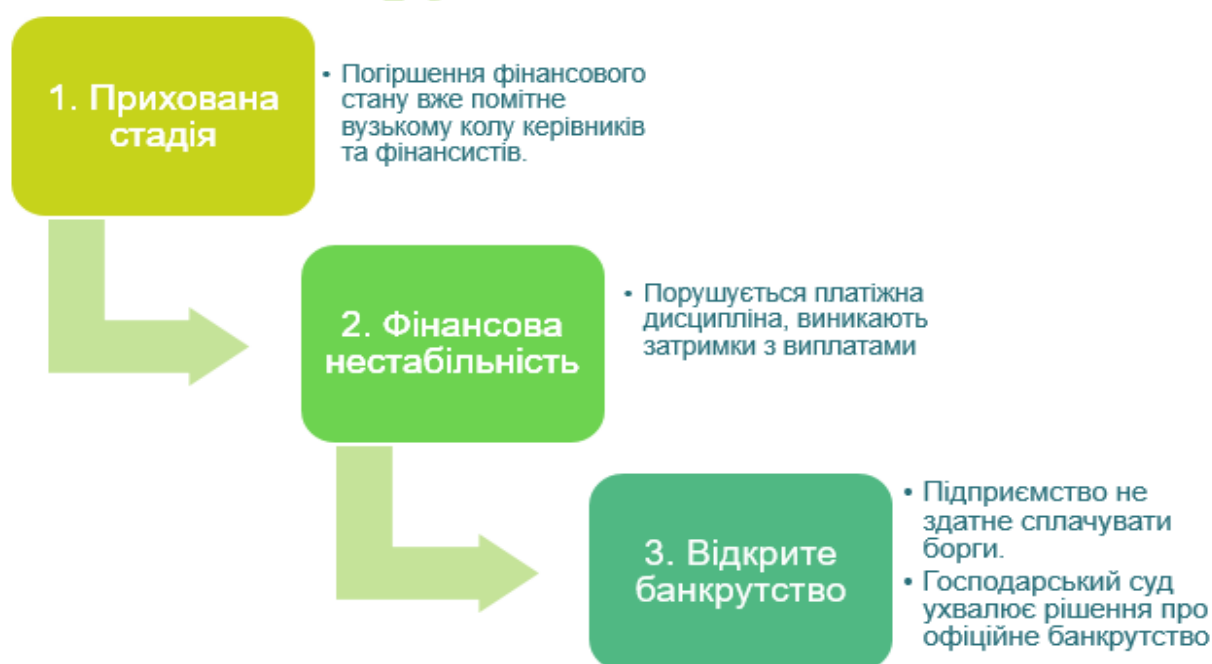 1. Прихована
стадія
• Погіршення фінансового
стану вже помітне
вузькому колу керівників
та фінансистів.
2. Фінансова
нестабільність
• Порушується платіжна
дисципліна, виникають
затримки з виплатами
3. Відкрите
банкрутство
• Підприємство не
здатне сплачувати
борги.
• Господарський суд
ухвалює рішення про
офіційне банкрутство